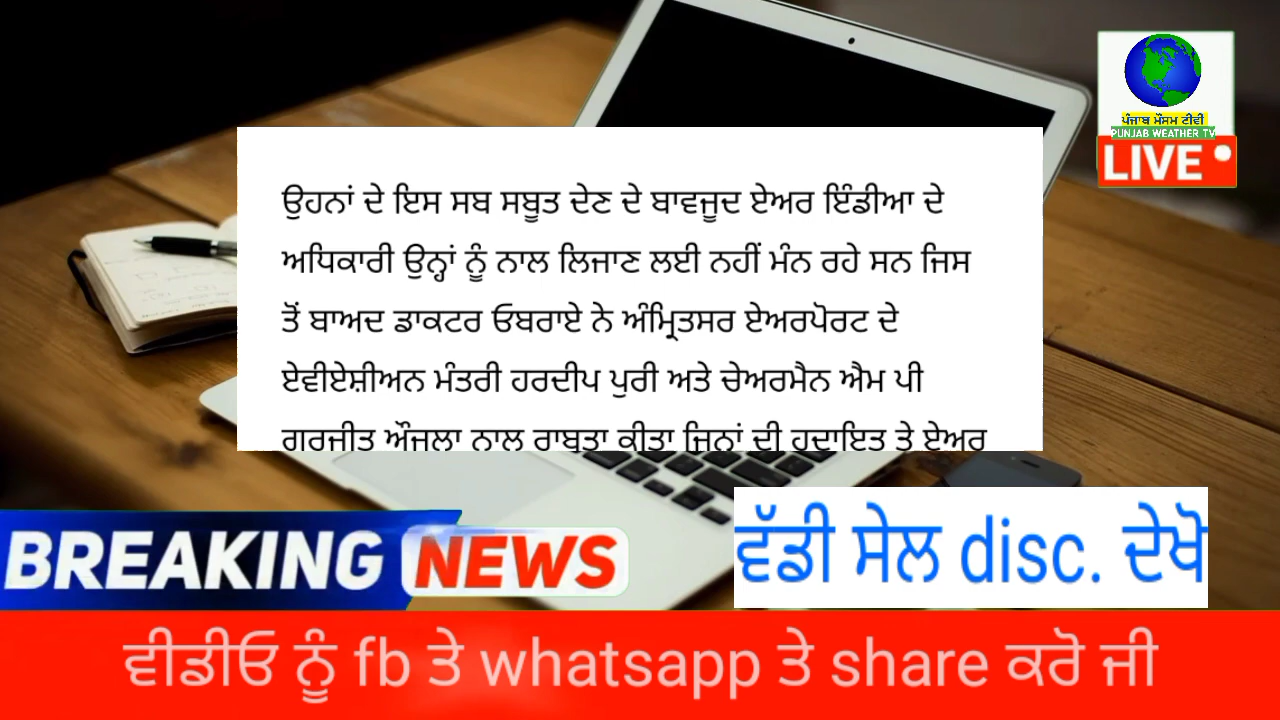 ਪੰਜਾਬ ਮੌਸਮ ਟੀਵੀ
PUNJAB WEATHER TV
LIVE
ਉਹਨਾਂ ਦੇ ਇਸ ਸਬ ਸਬੂਤ ਦੇਣ ਦੇ ਬਾਵਜੂਦ ਏਅਰ ਇੰਡੀਆ ਦੇ
ਅਧਿਕਾਰੀ ਉਨ੍ਹਾਂ ਨੂੰ ਨਾਲ ਲਿਜਾਣ ਲਈ ਨਹੀਂ ਮੰਨ ਰਹੇ ਸਨ ਜਿਸ
ਤੋਂ ਬਾਅਦ ਡਾਕਟਰ ਓਬਰਾਏ ਨੇ ਅੰਮ੍ਰਿਤਸਰ ਏਅਰਪੋਰਟ ਦੇ
ਏਵੀਏਸ਼ੀਅਨ ਮੰਤਰੀ ਹਰਦੀਪ ਪੁਰੀ ਅਤੇ ਚੇਅਰਮੈਨ ਐਮ ਪੀ
ਗੁਰਜੀਤ ਔਜਲਾ ਨਾਲ ਰਾਬਤਾ ਕੀਤਾ ਜਿਨਾਂ ਦੀ ਹਦਾਇਤ ਤੇ ਏਅਰ
BREAKING NEWS
ਵੱਡੀ ਸੇਲ disc. ਦੇਖੋ
ਵੀਡੀਓ ਨੂੰ fb ਤੇ whatsapp ਤੇ share ਕਰੋ ਜੀ